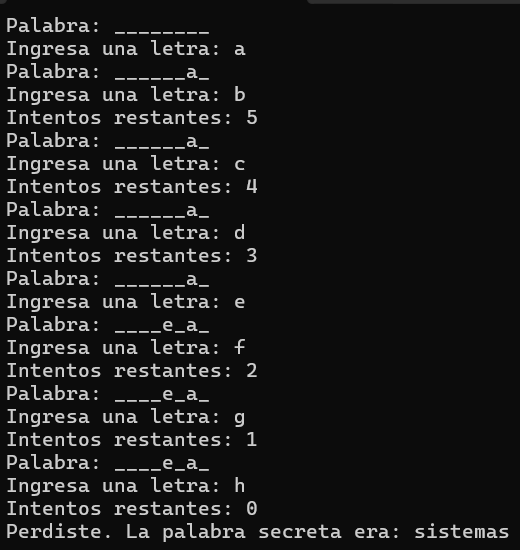 Palabra: ________
Ingresa una letra: a
Palabra: ______a_
Ingresa una letra: b
Intentos restantes: 5
Palabra: ______a_
Ingresa una letra: c
Intentos restantes: 4
Palabra: ______a_
Ingresa una letra: d
Intentos restantes: 3
Palabra: ______a_
Ingresa una letra: e
Palabra: ____e_a_
Ingresa una letra: f
Intentos restantes: 2
Palabra: ____e_a_
Ingresa una letra: g
Intentos restantes: 1
Palabra: ____e_a_
Ingresa una letra: h
Intentos restantes: 0
Perdiste. La palabra secreta era: sistemas